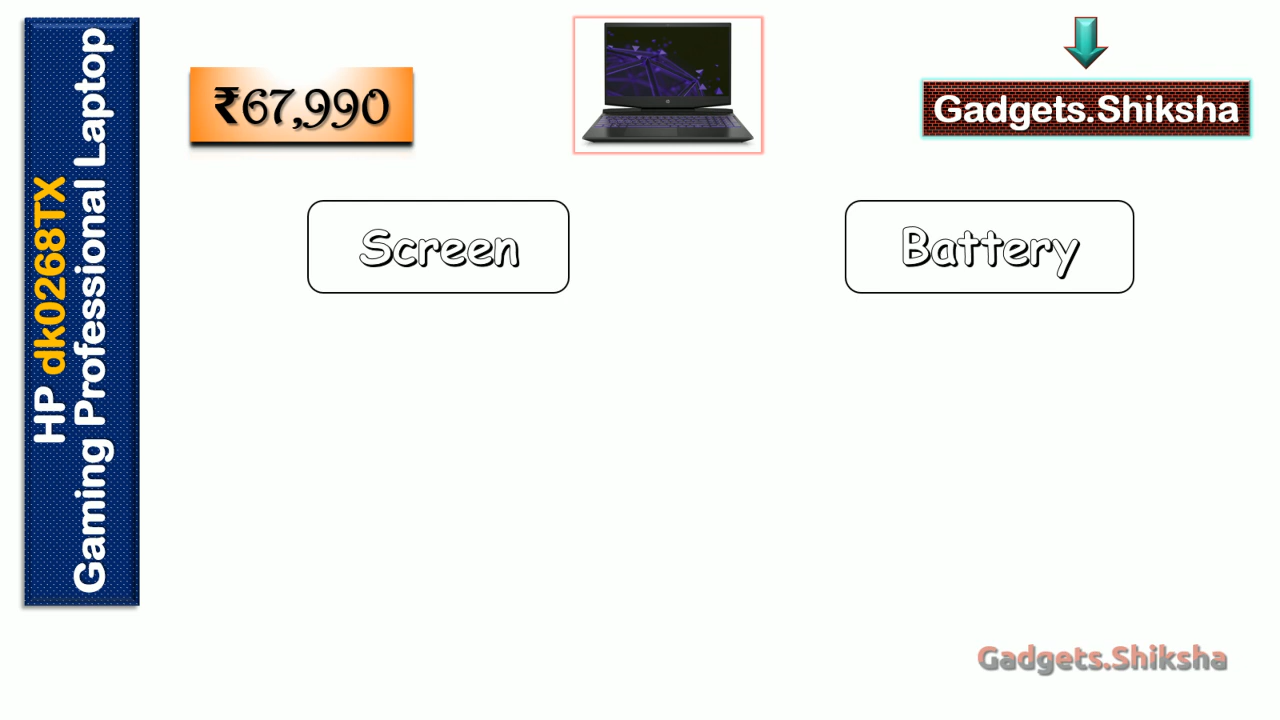 HP dk0268TX
Gaming Professional Laptop
₹67,990
Gadgets.Shiksha
Screen
Battery
Gadgets.Shiksha